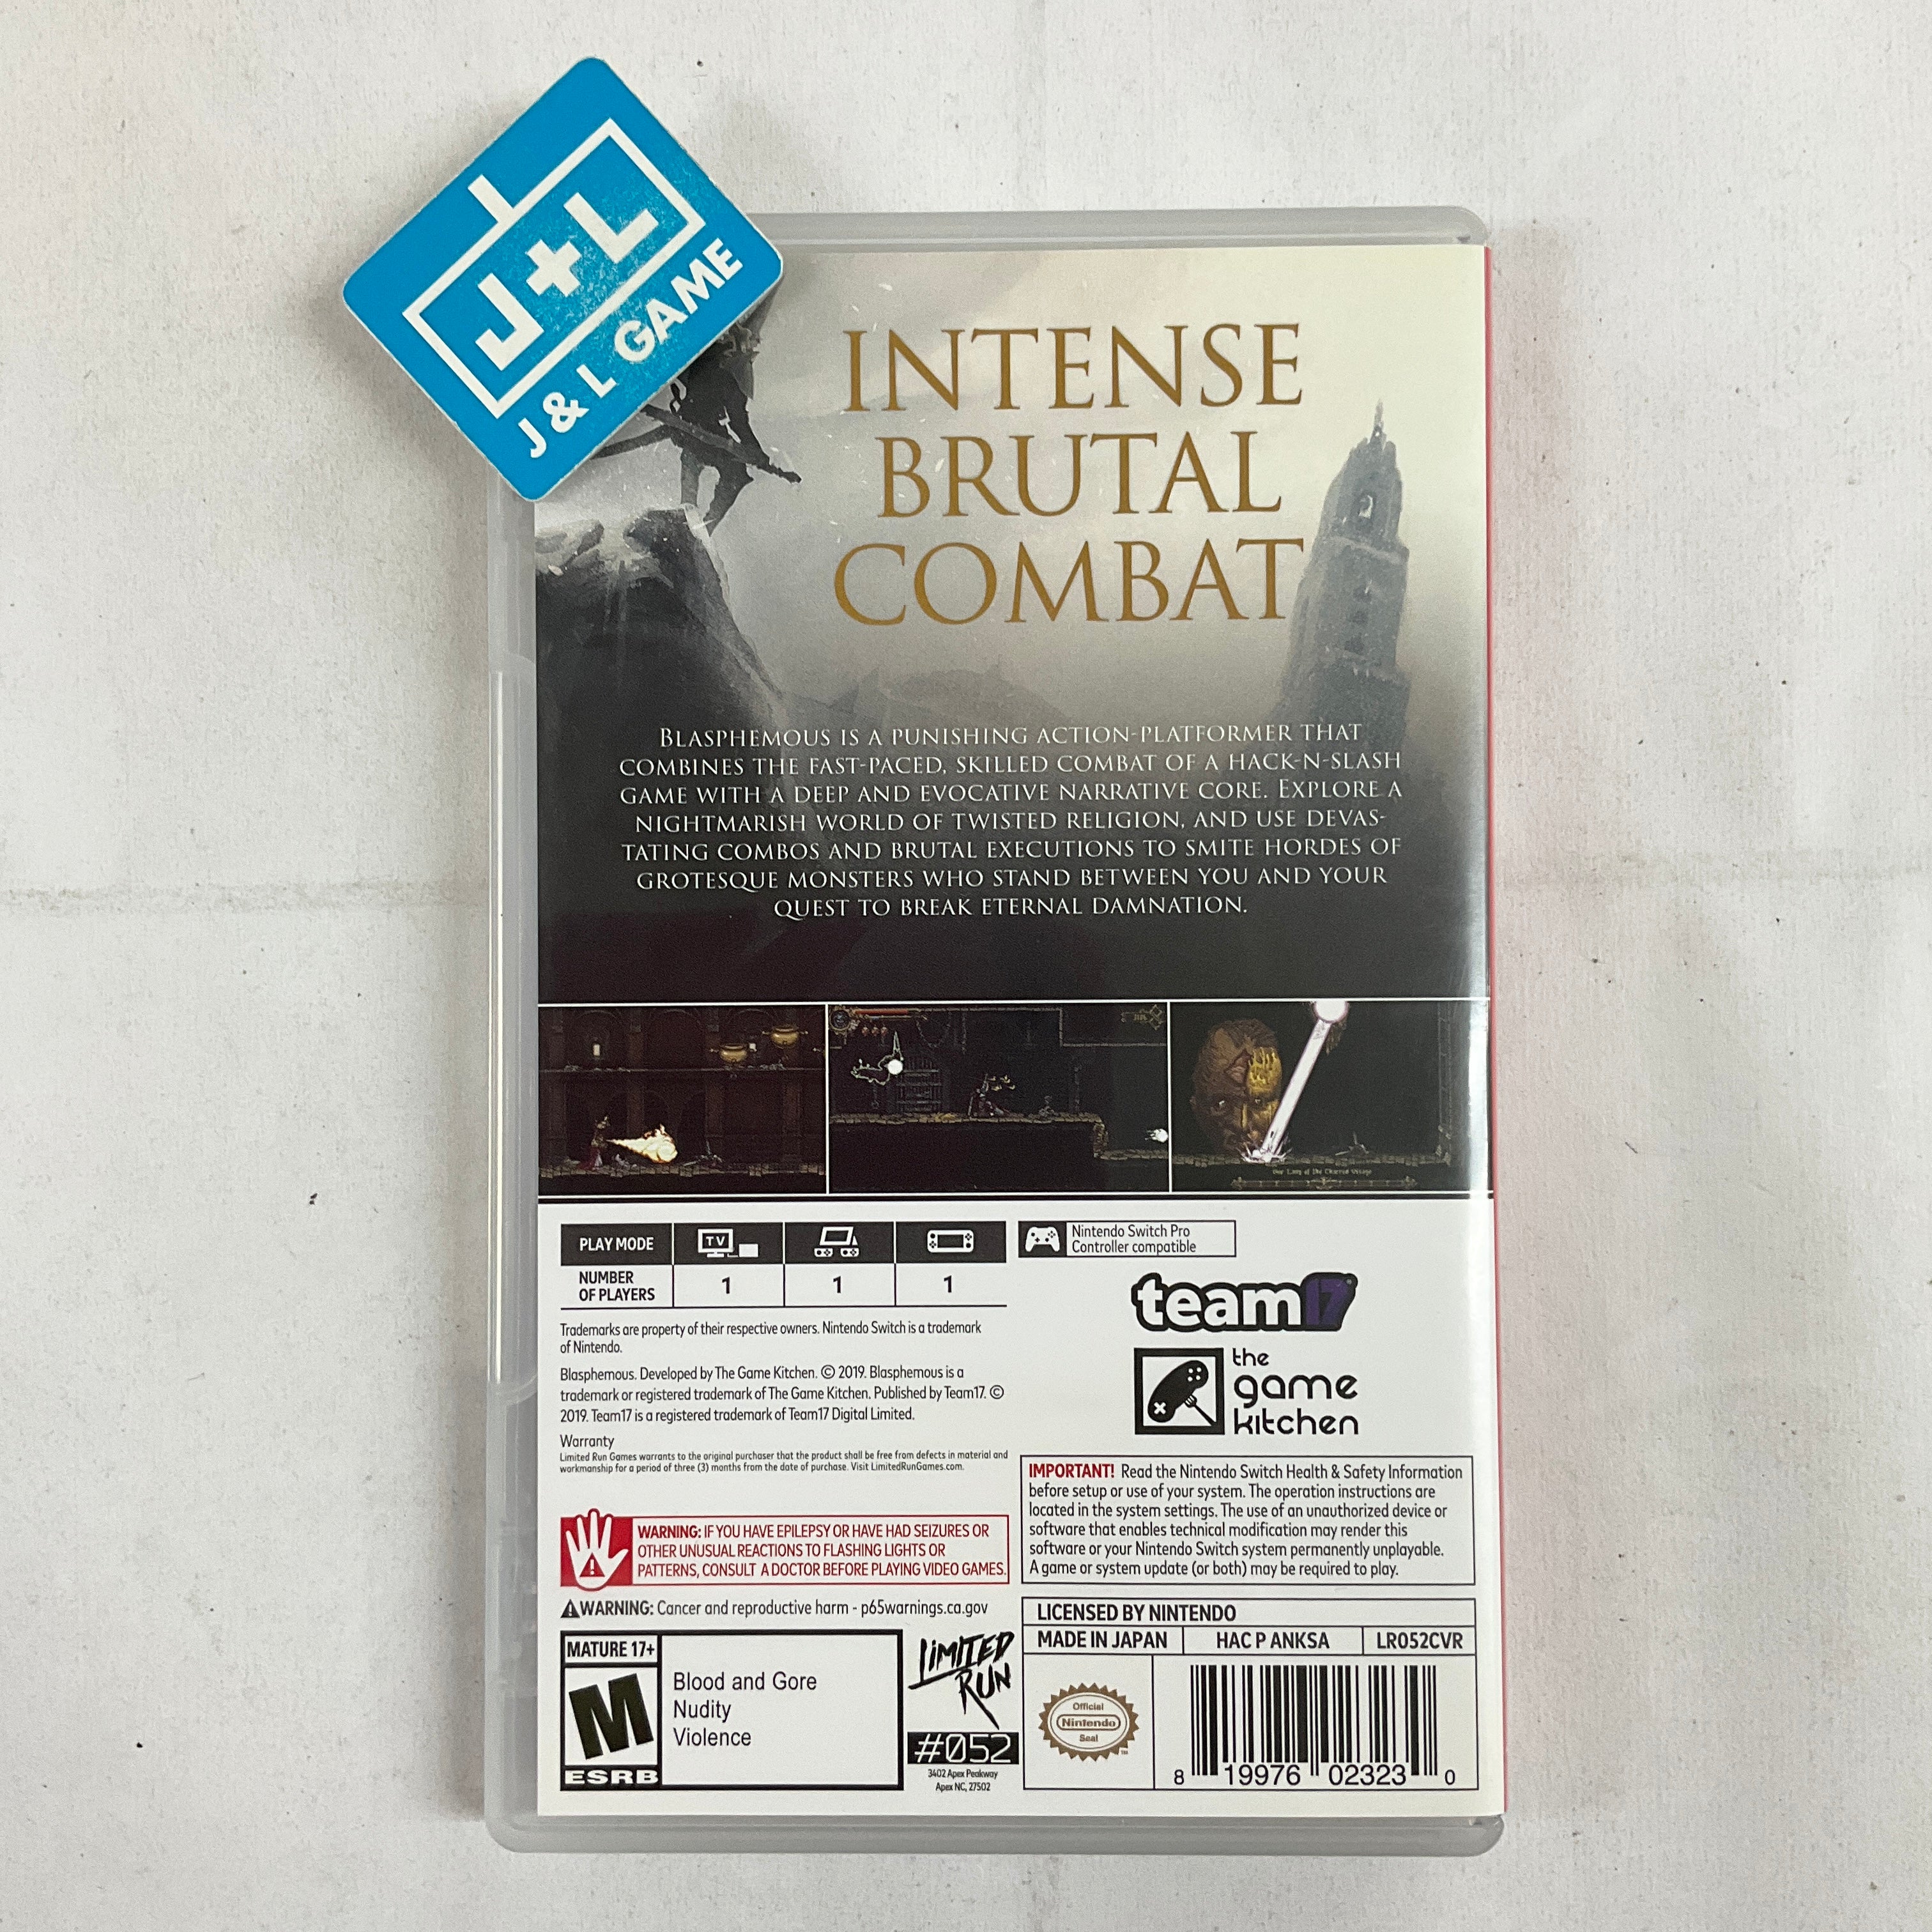 J+L
J & L GAME
INTENSE
BRUTAL
COMBAT
BLASPHEMOUS IS A PUNISHING ACTION-PLATFORMER THAT
COMBINES THE FAST-PACED, SKILLED COMBAT OF A HACK-N-SLASH
GAME WITH A DEEP AND EVOCATIVE NARRATIVE CORE. EXPLORE A
NIGHTMARISH WORLD OF TWISTED RELIGION, AND USE DEVAS-
TATING COMBOS AND BRUTAL EXECUTIONS TO SMITE HORDES OF
GROTESQUE MONSTERS WHO STAND BETWEEN YOU AND YOUR
QUEST TO BREAK ETERNAL DAMNATION.
Our Lady of the Charred Visage
PLAY MODE TV
NUMBER
OF PLAYERS 1 1 1
Nintendo Switch Pro
Controller compatible
Trademarks are property of their respective owners. Nintendo Switch is a trademark
of Nintendo.
Blasphemous. Developed by The Game Kitchen. © 2019. Blasphemous is a
trademark or registered trademark of The Game Kitchen. Published by Team17. ©
2019. Team17 is a registered trademark of Team17 Digital Limited.
Warranty
Limited Run Games warrants to the original purchaser that the product shall be free from defects in material and
workmanship for a period of three (3) months from the date of purchase. Visit LimitedRunGames.com.
team17
the
game
kitchen
IMPORTANT! Read the Nintendo Switch Health & Safety Information
before setup or use of your system. The operation instructions are
located in the system settings. The use of an unauthorized device or
software that enables technical modification may render this
software or your Nintendo Switch system permanently unplayable.
A game or system update (or both) may be required to play.
WARNING: IF YOU HAVE EPILEPSY OR HAVE HAD SEIZURES OR
OTHER UNUSUAL REACTIONS TO FLASHING LIGHTS OR
PATTERNS, CONSULT A DOCTOR BEFORE PLAYING VIDEO GAMES.
WARNING: Cancer and reproductive harm - p65warnings.ca.gov
MATURE 17+
M
ESRB
Blood and Gore
Nudity
Violence
LIMITED
RUN
#052
3402 Apex Peakway
Apex NC, 27502
LICENSED BY NINTENDO
MADE IN JAPAN HAC P ANKSA LR052CVR
Official
Nintendo
Seal
TM
8 19976 02323 0